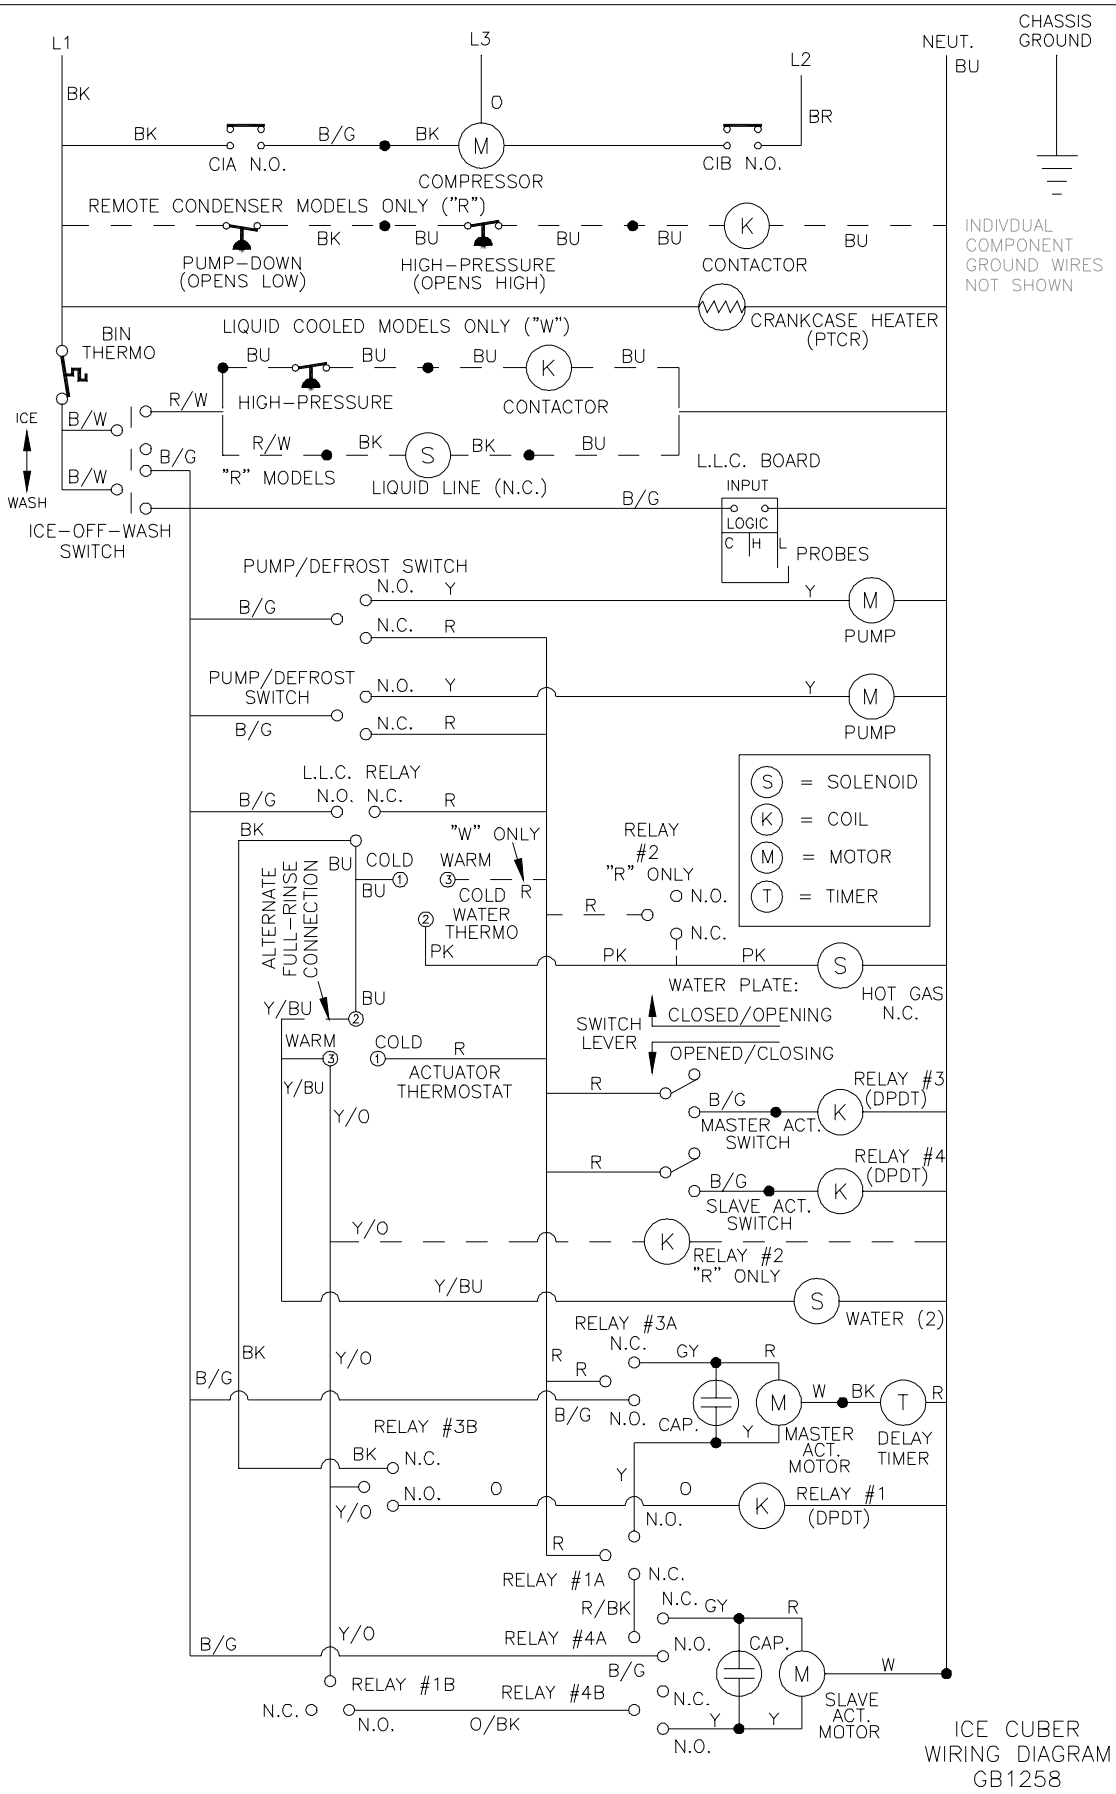 CHASSIS
GROUND
L1
L3
NEUT.
L2
BU
BK
O
BR
BK
B/G
BK
M
CIA N.O.
CIB N.O.
COMPRESSOR
REMOTE CONDENSER MODELS ONLY ("R")
K
BK
BU
BU
BU
BU
INDIVDUAL
COMPONENT
GROUND WIRES
NOT SHOWN
PUMP-DOWN
(OPENS LOW)
HIGH-PRESSURE
(OPENS HIGH)
CONTACTOR
CRANKCASE HEATER
(PTCR)
LIQUID COOLED MODELS ONLY ("W")
BIN
THERMO
BU
BU
BU
BU
K
HIGH-PRESSURE
CONTACTOR
R/W
ICE
B/W
R/W
BK
S
BK
BU
B/G
"R" MODELS
LIQUID LINE (N.C.)
L.L.C. BOARD
B/W
WASH
INPUT
B/G
LOGIC
C H L
PROBES
ICE-OFF-WASH
SWITCH
PUMP/DEFROST SWITCH
N.O. Y
Y
M
B/G
N.C. R
PUMP
PUMP/DEFROST
SWITCH
N.O. Y
Y
M
B/G
N.C. R
PUMP
S = SOLENOID
K = COIL
M = MOTOR
T = TIMER
L.L.C. RELAY
B/G
N.O. N.C.
R
BK
"W" ONLY
RELAY
#2
"R" ONLY
BU
COLD
WARM
BU
1
3
R
N.O.
COLD
WATER
THERMO
2
R
N.C.
PK
PK
PK
S
HOT GAS
N.C.
ALTERNATE
FULL-RINSE
CONNECTION
WATER PLATE:
CLOSED/OPENING
SWITCH
LEVER
OPENED/CLOSING
Y/BU
BU
2
WARM
3
COLD
1
R
ACTUATOR
THERMOSTAT
Y/BU
Y/O
R
B/G
K
RELAY #3
(DPDT)
MASTER ACT.
SWITCH
R
B/G
K
RELAY #4
(DPDT)
SLAVE ACT.
SWITCH
Y/O
K
RELAY #2
"R" ONLY
Y/BU
S
WATER (2)
RELAY #3A
N.C.
GY
R
BK
Y/O
R
R
B/G
B/G
N.O.
CAP.
M
W
BK
T
R
Y
MASTER
ACT.
MOTOR
DELAY
TIMER
RELAY #3B
BK
N.C.
Y
Y/O
N.O.
O
O
K
RELAY #1
(DPDT)
N.O.
R
RELAY #1A
N.C.
R/BK
N.C.
GY
R
Y/O
B/G
RELAY #4A
N.O.
CAP.
B/G
M
W
RELAY #1B
RELAY #4B
N.C.
N.C.
N.O.
O/BK
N.O.
Y
Y
SLAVE
ACT.
MOTOR
ICE CUBER
WIRING DIAGRAM
GB1258